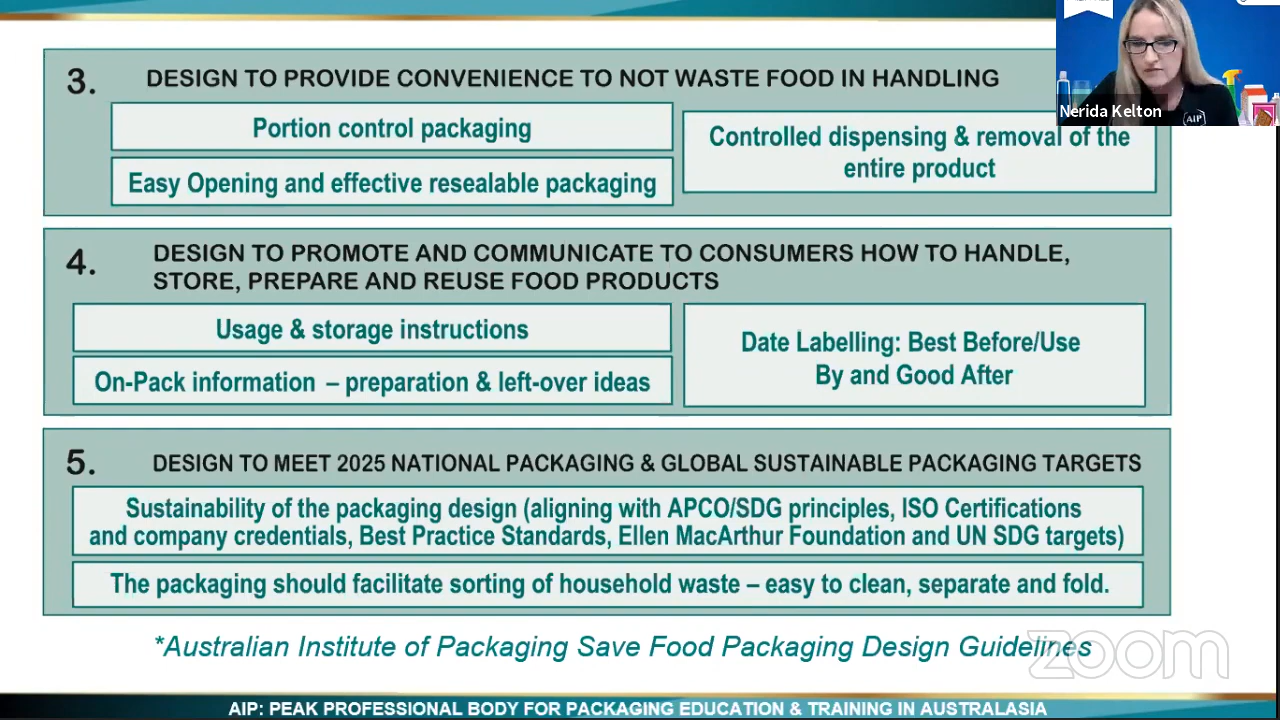 3. DESIGN TO PROVIDE CONVENIENCE TO NOT WASTE FOOD IN HANDLING
Portion control packaging
Easy Opening and effective resealable packaging
Controlled dispensing & removal of the
entire product
Nerida Kelton
AIP
4. DESIGN TO PROMOTE AND COMMUNICATE TO CONSUMERS HOW TO HANDLE,
STORE, PREPARE AND REUSE FOOD PRODUCTS
Usage & storage instructions
On-Pack information – preparation & left-over ideas
Date Labelling: Best Before/Use
By and Good After
5. DESIGN TO MEET 2025 NATIONAL PACKAGING & GLOBAL SUSTAINABLE PACKAGING TARGETS
Sustainability of the packaging design (aligning with APCO/SDG principles, ISO Certifications
and company credentials, Best Practice Standards, Ellen MacArthur Foundation and UN SDG targets)
The packaging should facilitate sorting of household waste – easy to clean, separate and fold.
*Australian Institute of Packaging Save Food Packaging Design Guidelines
zoom
AIP: PEAK PROFESSIONAL BODY FOR PACKAGING EDUCATION & TRAINING IN AUSTRALASIA